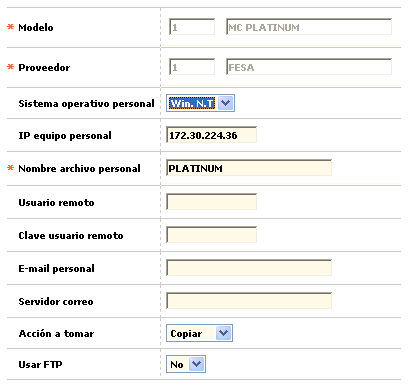 * Modelo 1 MC PLATINUM
* Proveedor 1 FESA
Sistema operativo personal Win. N.T
IP equipo personal 172.30.224.36
* Nombre archivo personal PLATINUM
Usuario remoto
Clave usuario remoto
E-mail personal
Servidor correo
Acción a tomar Copiar
Usar FTP No